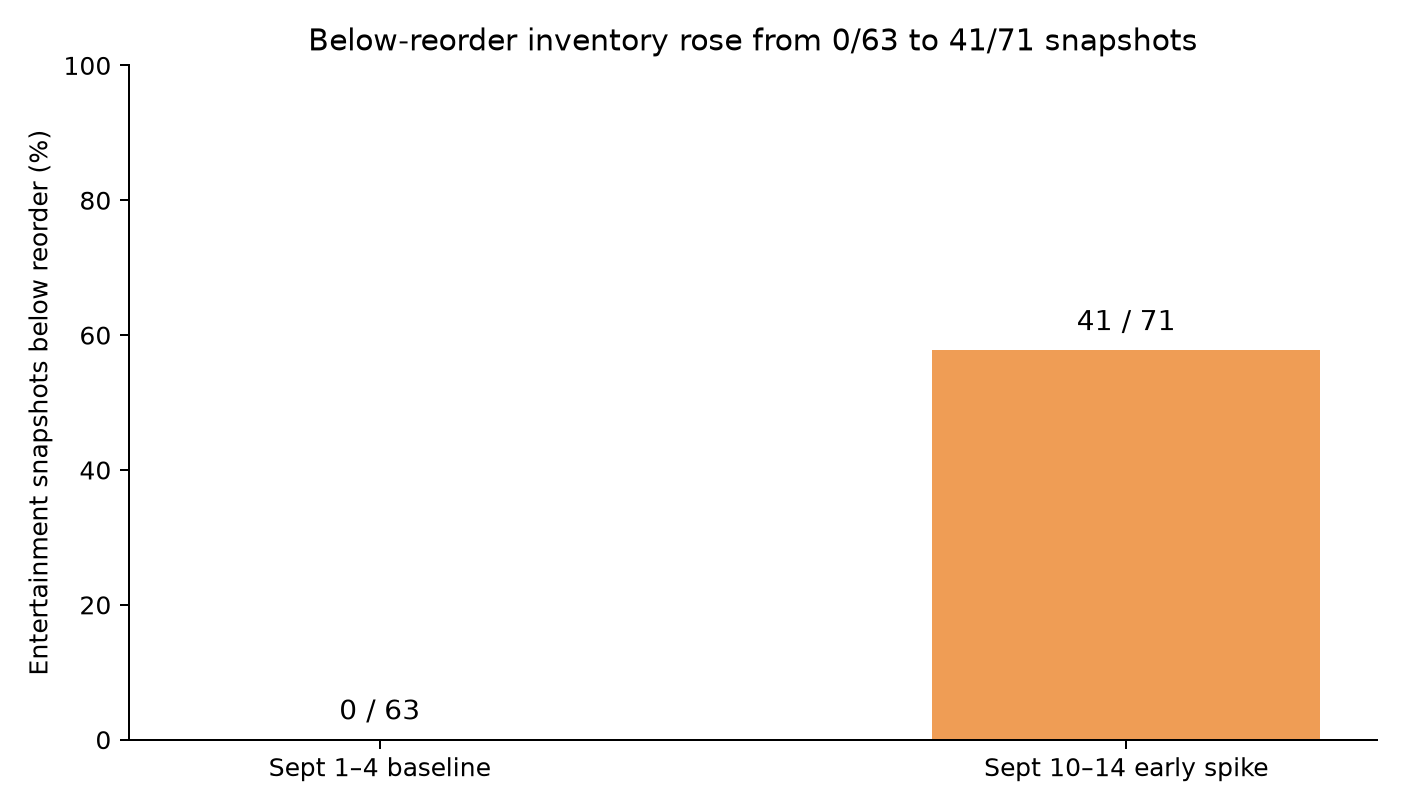 Below-reorder inventory rose from 0/63 to 41/71 snapshots
Entertainment snapshots below reorder (%)
100
80
60
40
20
0
0 / 63
41 / 71
Sept 1–4 baseline
Sept 10–14 early spike